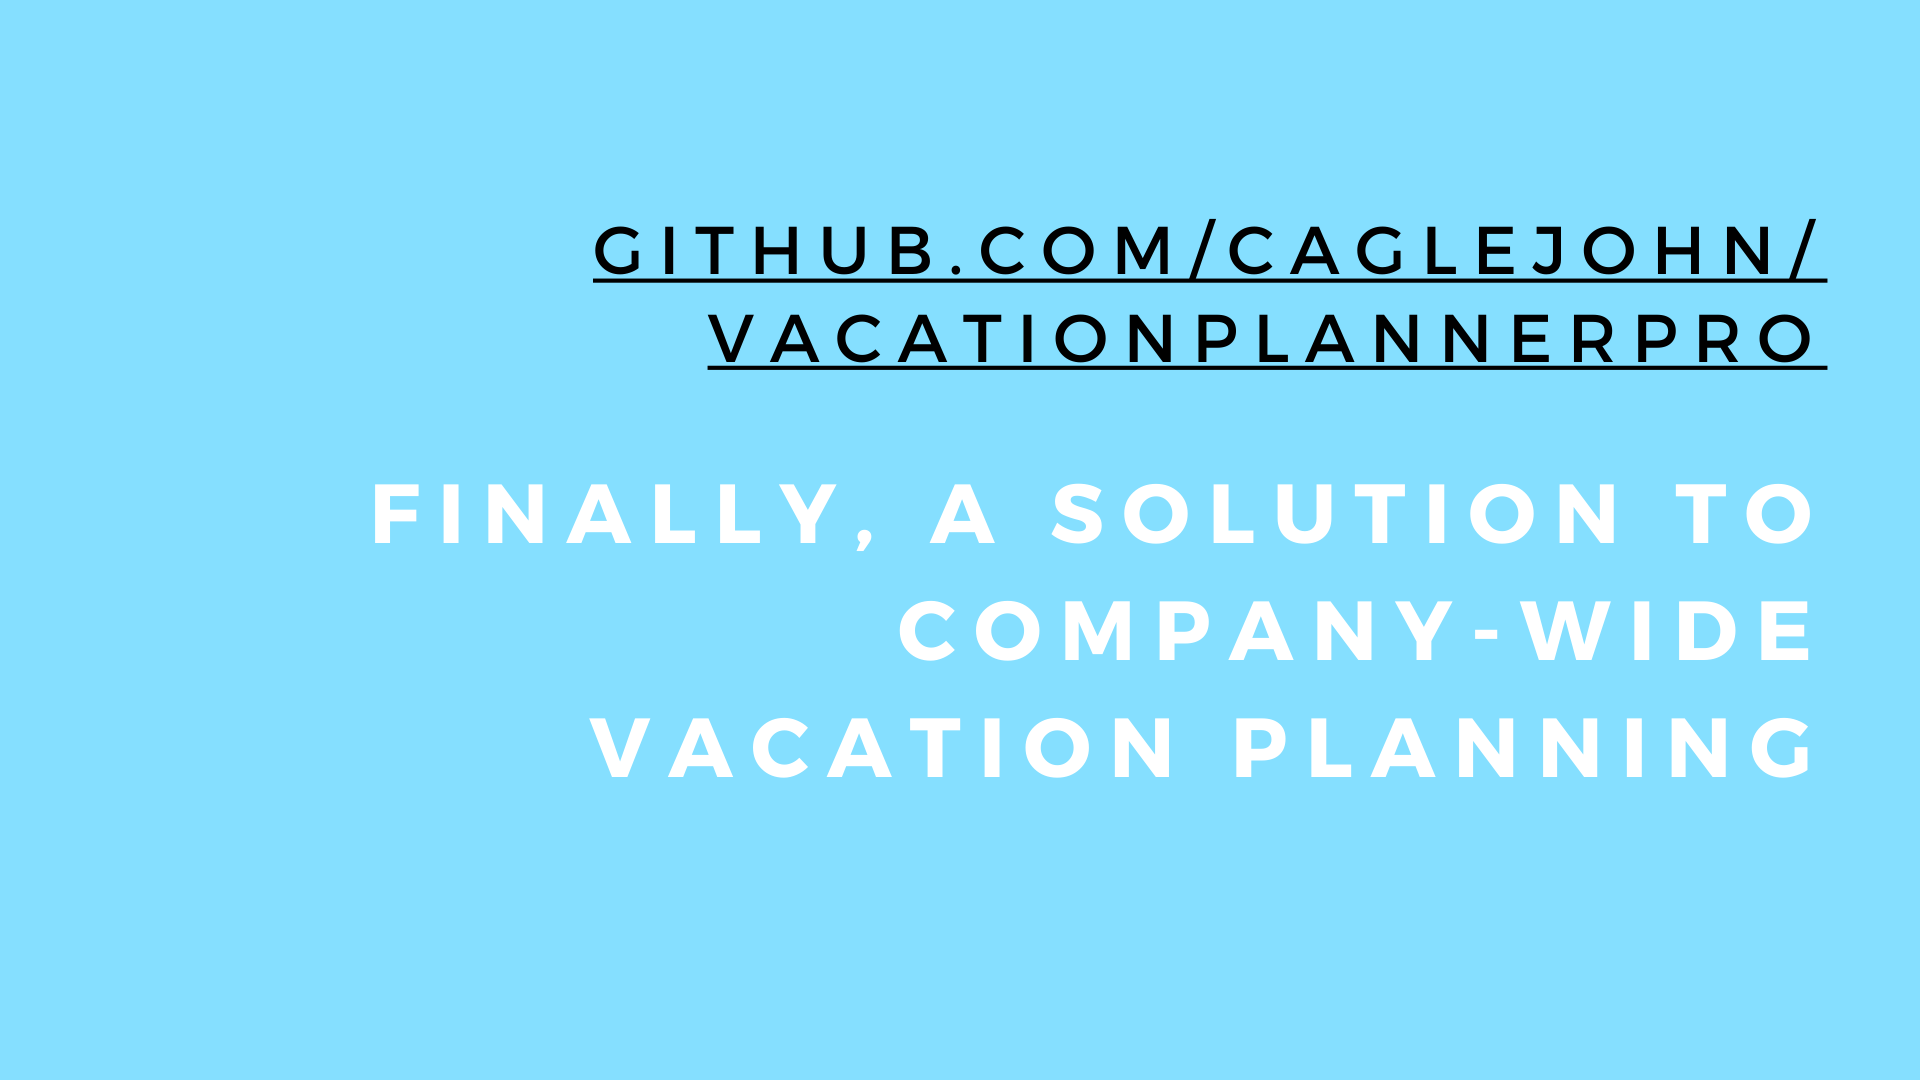 GITHUB.COM/CAGLEJOHN/
VACATIONPLANNERPRO
FINALLY, A SOLUTION TO
COMPANY-WIDE
VACATION PLANNING